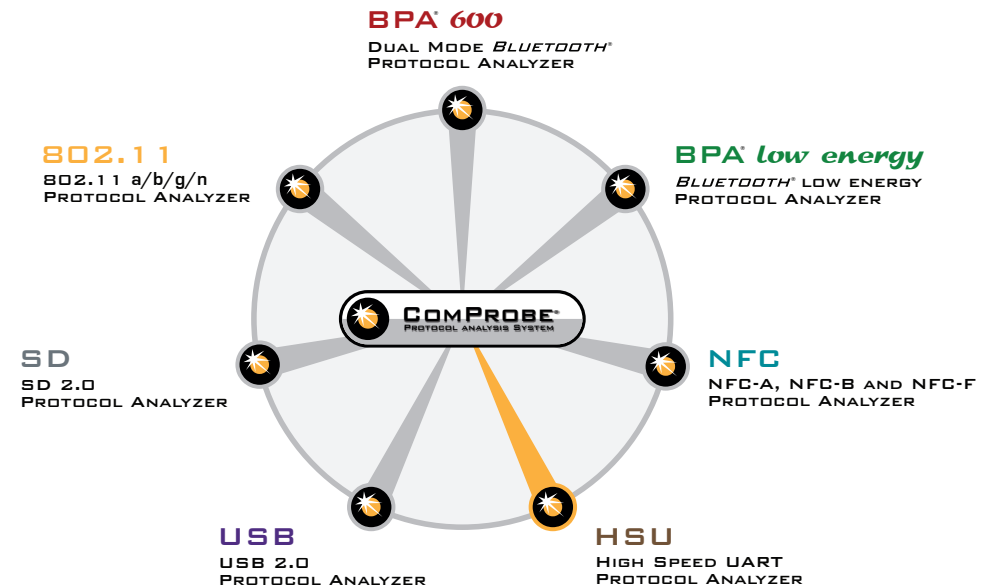 BPA® 600
Dual Mode Bluetooth®
Protocol Analyzer
802.11
802.11 a/b/g/n
Protocol Analyzer
BPA® low energy
Bluetooth® low energy
Protocol Analyzer
ComProbe®
Protocol analysis System
SD
SD 2.0
Protocol Analyzer
NFC
NFC-A, NFC-B and NFC-F
Protocol Analyzer
USB
USB 2.0
Protocol Analyzer
HSU
High Speed UART
Protocol Analyzer